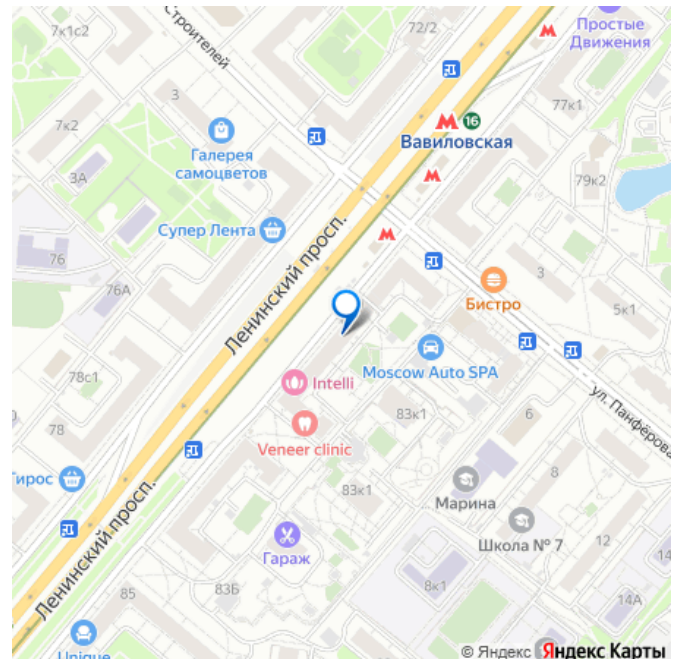 7к1с2
Строителей
72/2
Простые
Движения
3
7к2
Галерея
самоцветов
16
Вавиловская
77к1
3А
79к2
Супер Лента
76
76А
Ленинский просп.
Бистро
3
5к1
Intelli
Moscow Auto SPA
78с1
78
Veneer clinic
83к1
6
ул. Панфёрова
Гирос
83к1
Марина
8
Школа № 7
12
14
Ленинский просп.
Гараж
83Б
85
8к1
14А
Unique
© Яндекс Яндекс Карты